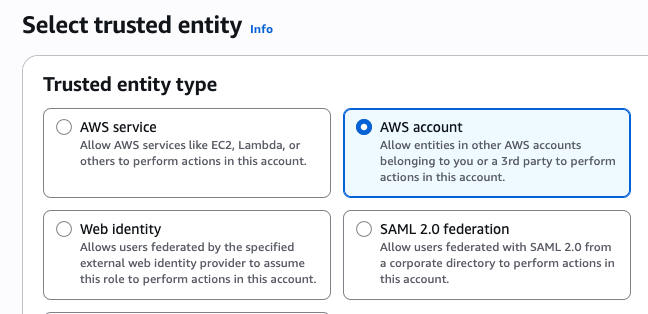 Select trusted entity Info
Trusted entity type
AWS service
Allow AWS services like EC2, Lambda, or
others to perform actions in this account.
AWS account
Allow entities in other AWS accounts
belonging to you or a 3rd party to perform
actions in this account.
Web identity
Allows users federated by the specified
external web identity provider to assume
this role to perform actions in this account.
SAML 2.0 federation
Allow users federated with SAML 2.0 from
a corporate directory to perform actions in
this account.